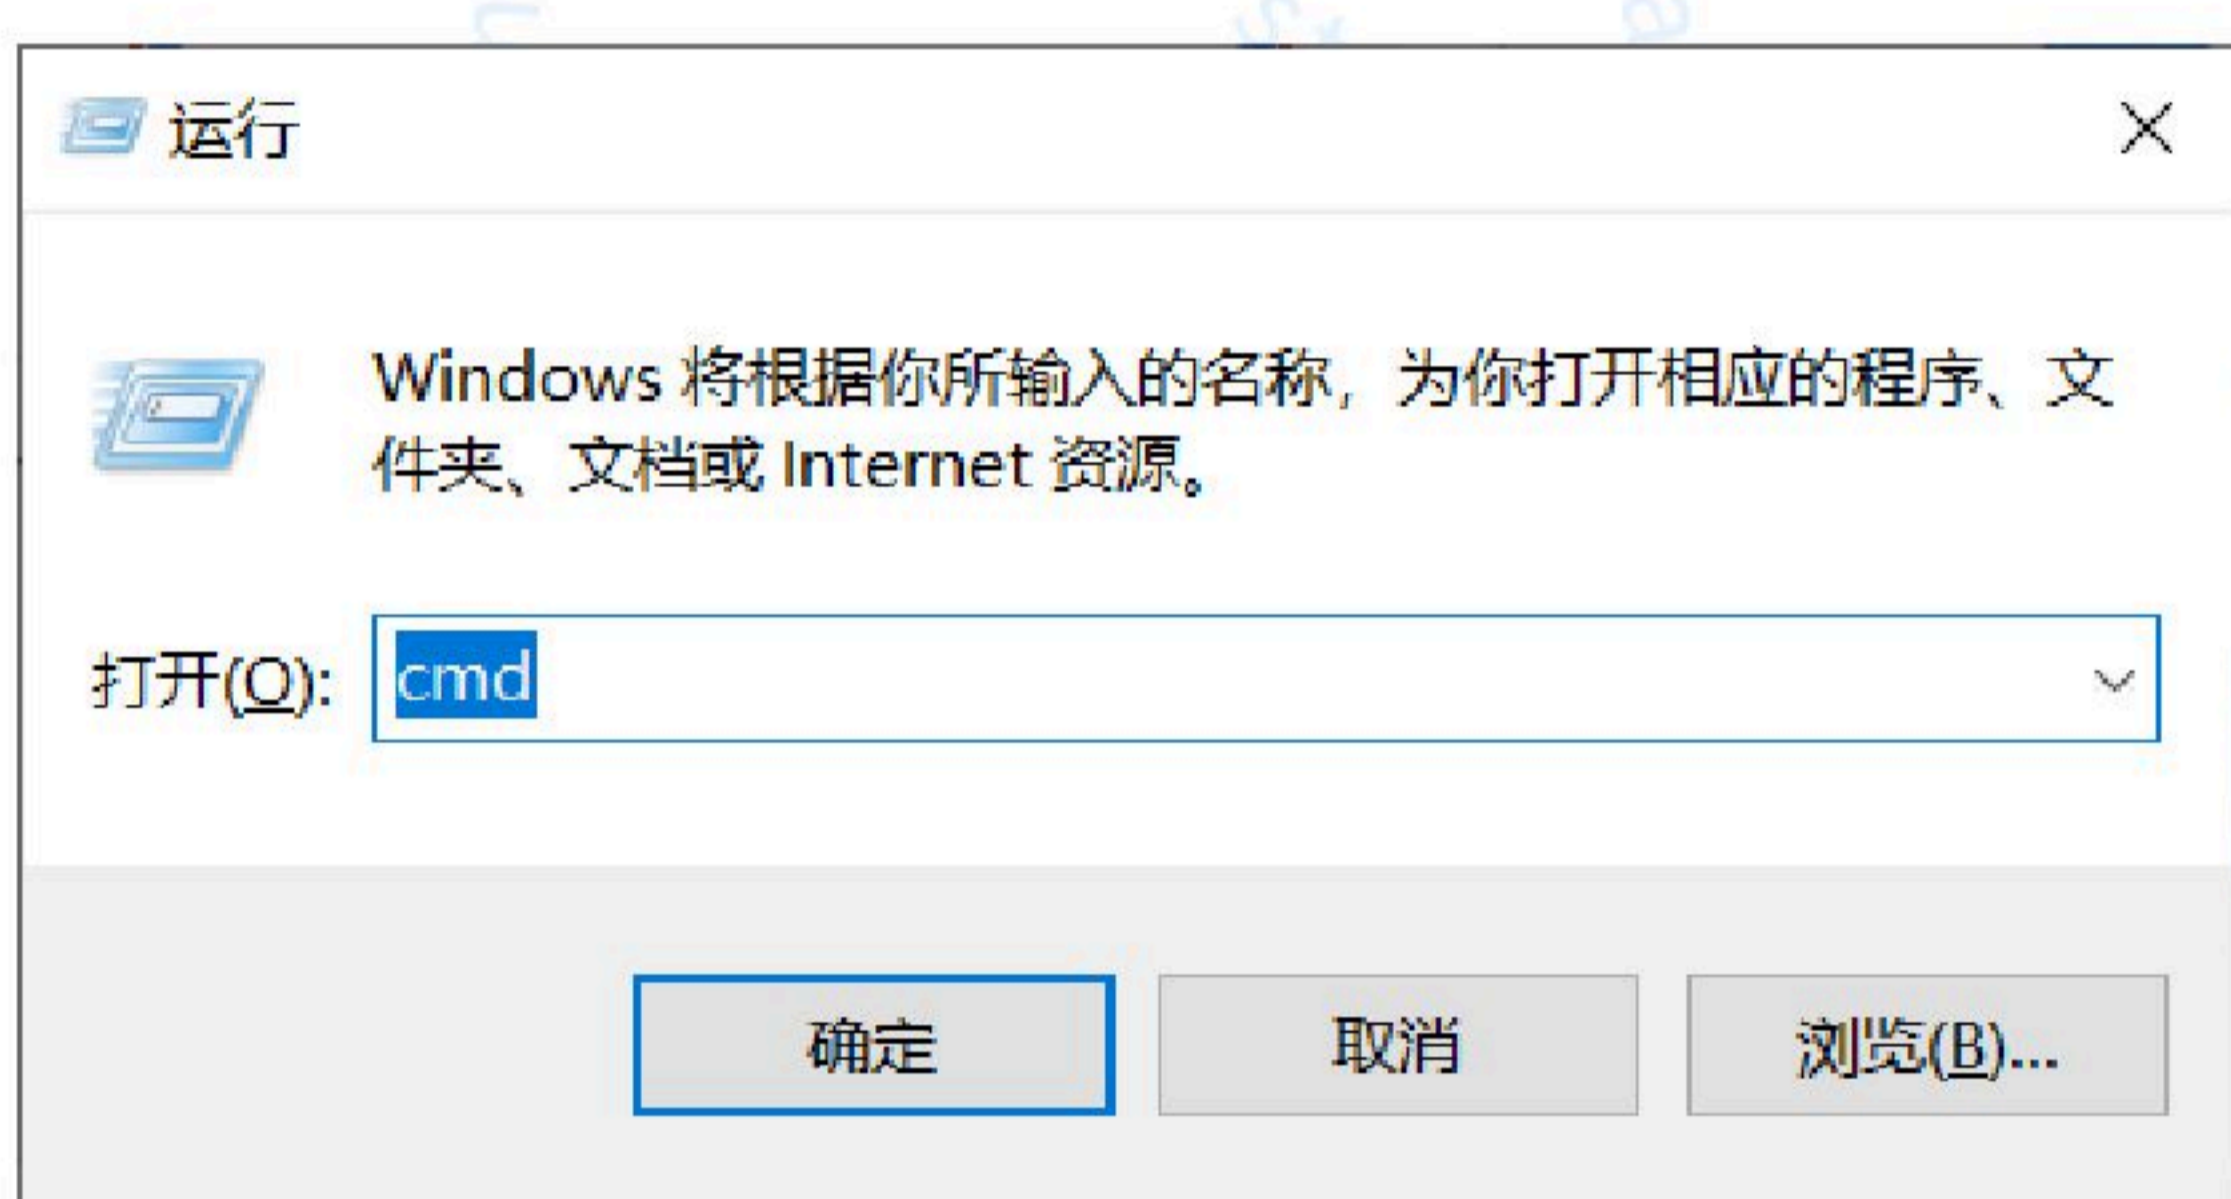 运行
Windows 将根据你所输入的名称，为你打开相应的程序、文
件夹、文档或 Internet 资源。
打开(O): cmd
确定 取消 浏览(B)...